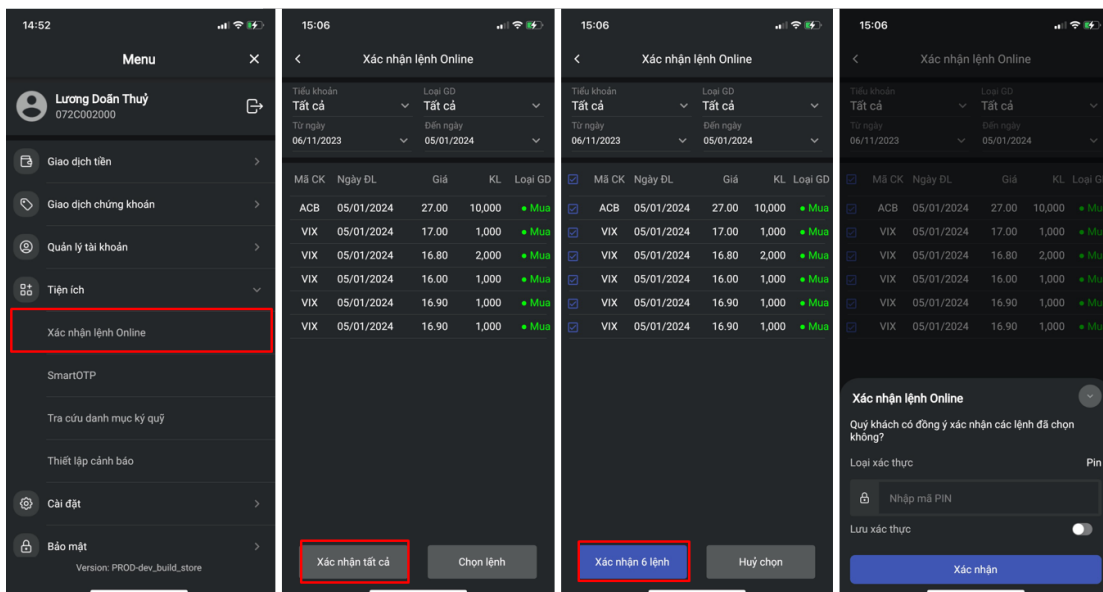 14:52
Menu
Lương Doãn Thuỷ
072C002000
Giao dịch tiền
Giao dịch chứng khoán
Quản lý tài khoản
Tiện ích
Xác nhận lệnh Online
SmartOTP
Tra cứu danh mục ký quỹ
Thiết lập cảnh báo
Cài đặt
Bảo mật
Version: PROD-dev_build_store
15:06
Xác nhận lệnh Online
Tiểu khoản Loại GD
Tất cả Tất cả
Từ ngày Đến ngày
06/11/2023 05/01/2024
Mã CK Ngày ĐL Giá KL Loại GD
ACB 05/01/2024 27.00 10,000 Mua
VIX 05/01/2024 17.00 1,000 Mua
VIX 05/01/2024 16.80 2,000 Mua
VIX 05/01/2024 16.00 1,000 Mua
VIX 05/01/2024 16.90 1,000 Mua
VIX 05/01/2024 16.90 1,000 Mua
Xác nhận tất cả Chọn lệnh
15:06
Xác nhận lệnh Online
Tiểu khoản Loại GD
Tất cả Tất cả
Từ ngày Đến ngày
06/11/2023 05/01/2024
Mã CK Ngày ĐL Giá KL Loại GD
ACB 05/01/2024 27.00 10,000 Mua
VIX 05/01/2024 17.00 1,000 Mua
VIX 05/01/2024 16.80 2,000 Mua
VIX 05/01/2024 16.00 1,000 Mua
VIX 05/01/2024 16.90 1,000 Mua
VIX 05/01/2024 16.90 1,000 Mua
Xác nhận 6 lệnh Huỷ chọn
15:06
Xác nhận lệnh Online
Tiểu khoản Loại GD
Tất cả Tất cả
Từ ngày Đến ngày
06/11/2023 05/01/2024
Mã CK Ngày ĐL Giá KL Loại G
ACB 05/01/2024 27.00 10,000 Mu
VIX 05/01/2024 17.00 1,000 Mu
VIX 05/01/2024 16.80 2,000 Mu
VIX 05/01/2024 16.00 1,000 Mu
VIX 05/01/2024 16.90 1,000 Mu
VIX 05/01/2024 16.90 1,000 Mu
Xác nhận lệnh Online
Quý khách có đồng ý xác nhận các lệnh đã chọn
không?
Loại xác thực Pin
Nhập mã PIN
Lưu xác thực
Xác nhận